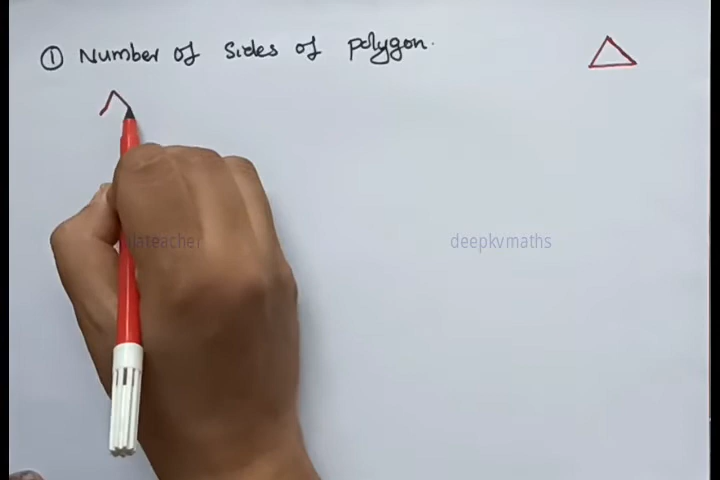 ① Number of Sides of polygon.
deepkvmaths